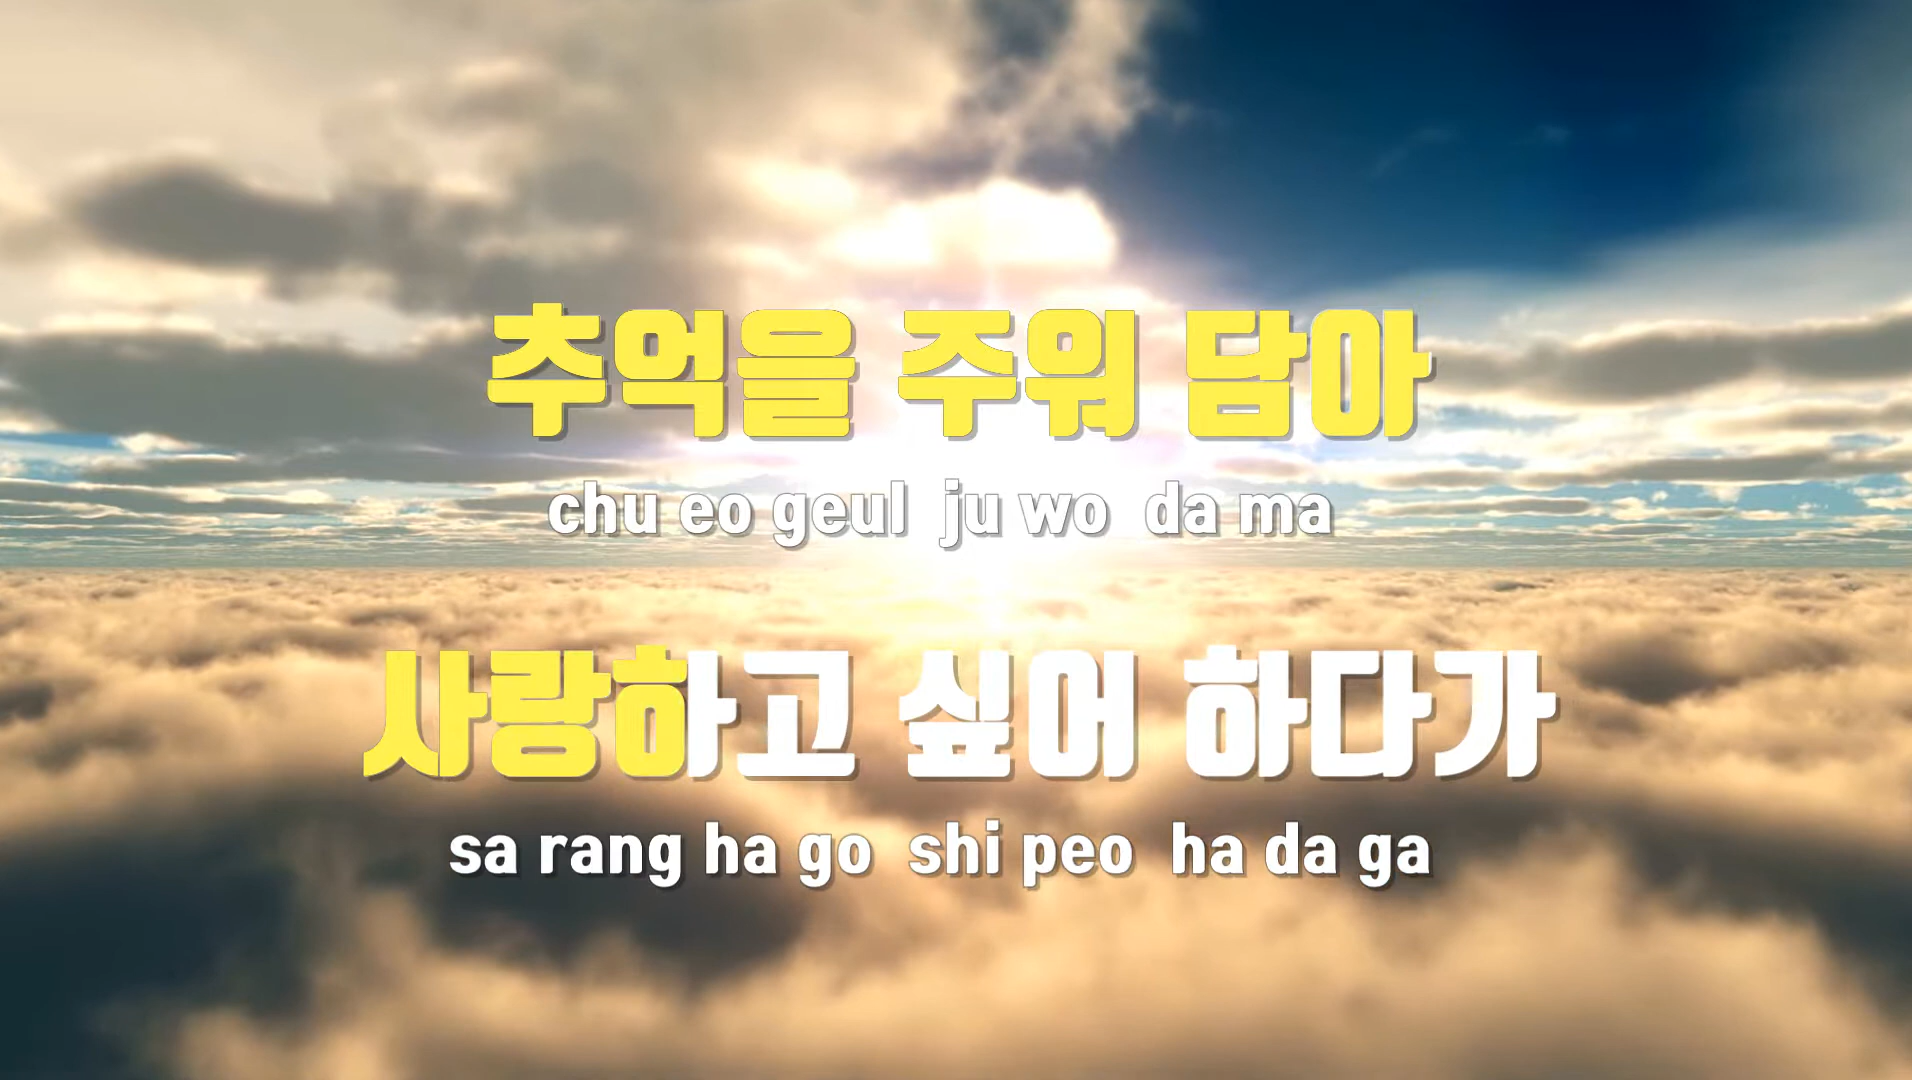 추억을 주워 담아
chu eo geul ju wo da ma
사랑하고 싶어 하다가
sa rang ha go shi peo ha da ga